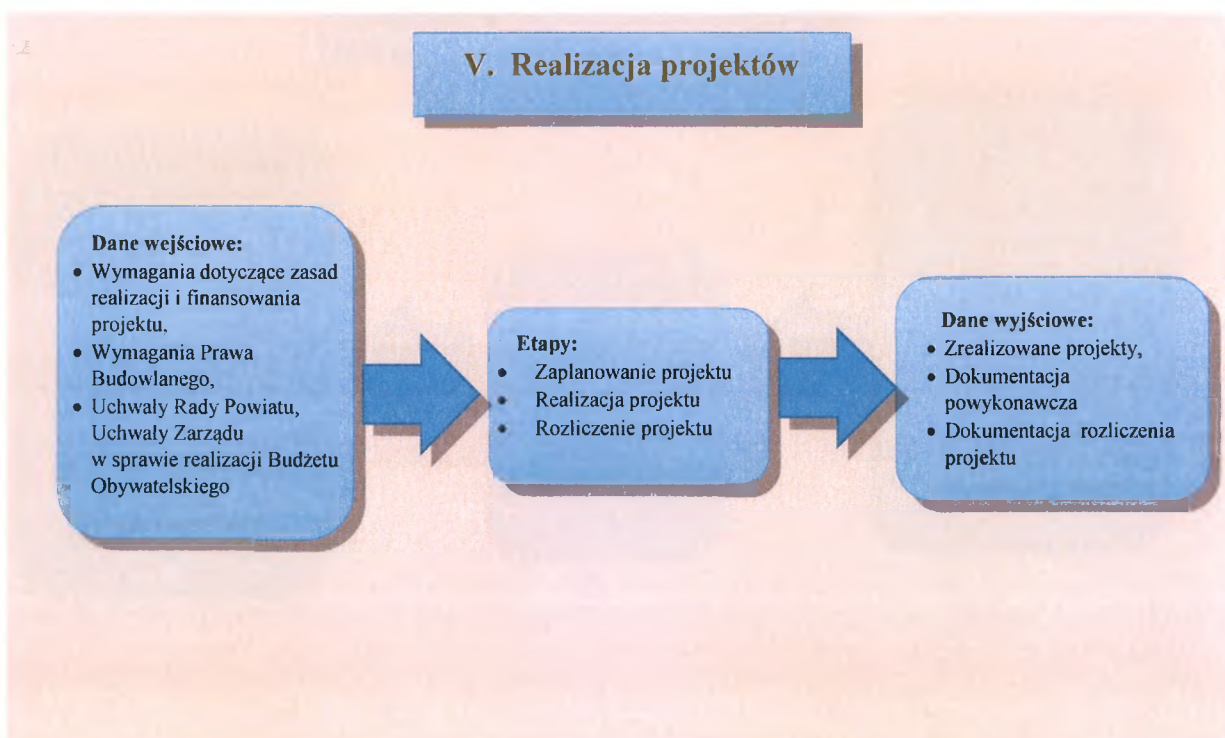 V. Realizacja projektów
Dane wejściowe:
• Wymagania dotyczące zasad
realizacji i finansowania
projektu,
• Wymagania Prawa
Budowlanego,
• Uchwały Rady Powiatu,
Uchwały Zarządu
w sprawie realizacji Budżetu
Obywatelskiego
Etapy:
• Zaplanowanie projektu
• Realizacja projektu
• Rozliczenie projektu
Dane wyjściowe:
• Zrealizowane projekty,
• Dokumentacja
powykonawcza
• Dokumentacja rozliczenia
projektu